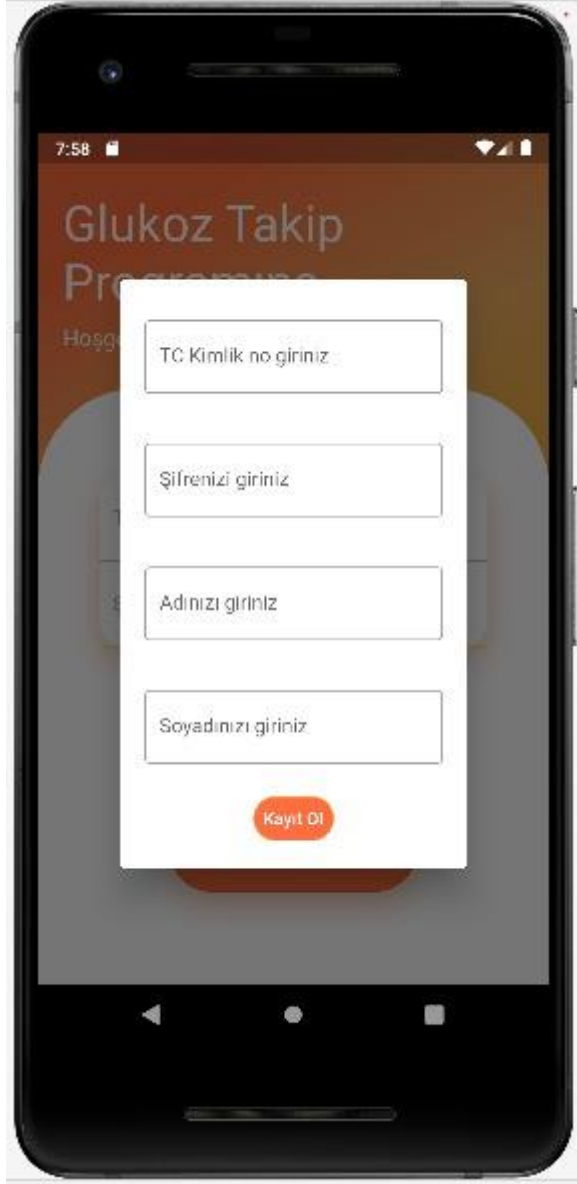 7:58
Glukoz Takip
Hoşg
TC Kimlik no giriniz
Şifrenizi giriniz
Adınızı giriniz
Soyadınızı giriniz
Kayıt Ol